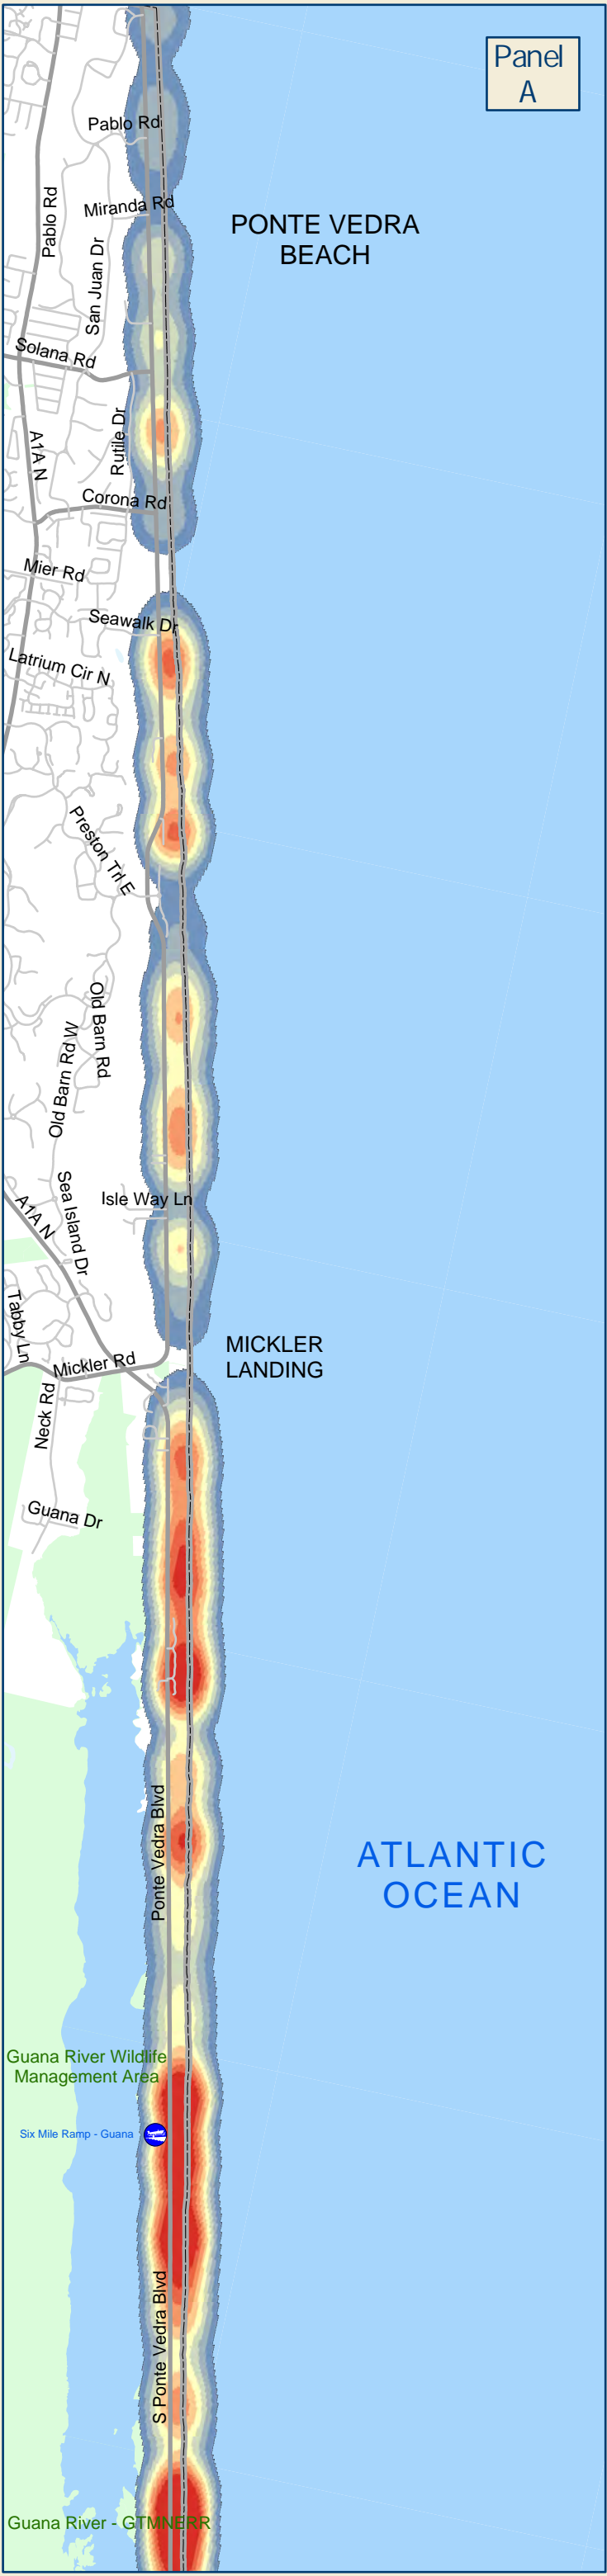 Panel
A
Pablo Rd
Pablo Rd
Miranda Rd
PONTE VEDRA
BEACH
San Juan Dr
Solana Rd
Rutile Dr
A1A N
Corona Rd
Mier Rd
Seawalk Dr
Latrium Cir N
Preston Trl E
Old Barn Rd
Old Barn Rd W
Sea Island Dr
Isle Way Ln
A1A N
Tabby Ln
MICKLER
LANDING
Mickler Rd
Neck Rd
Guana Dr
Ponte Vedra Blvd
ATLANTIC
OCEAN
Guana River Wildlife
Management Area
Six Mile Ramp - Guana
S Ponte Vedra Blvd
Guana River - GTMNERR